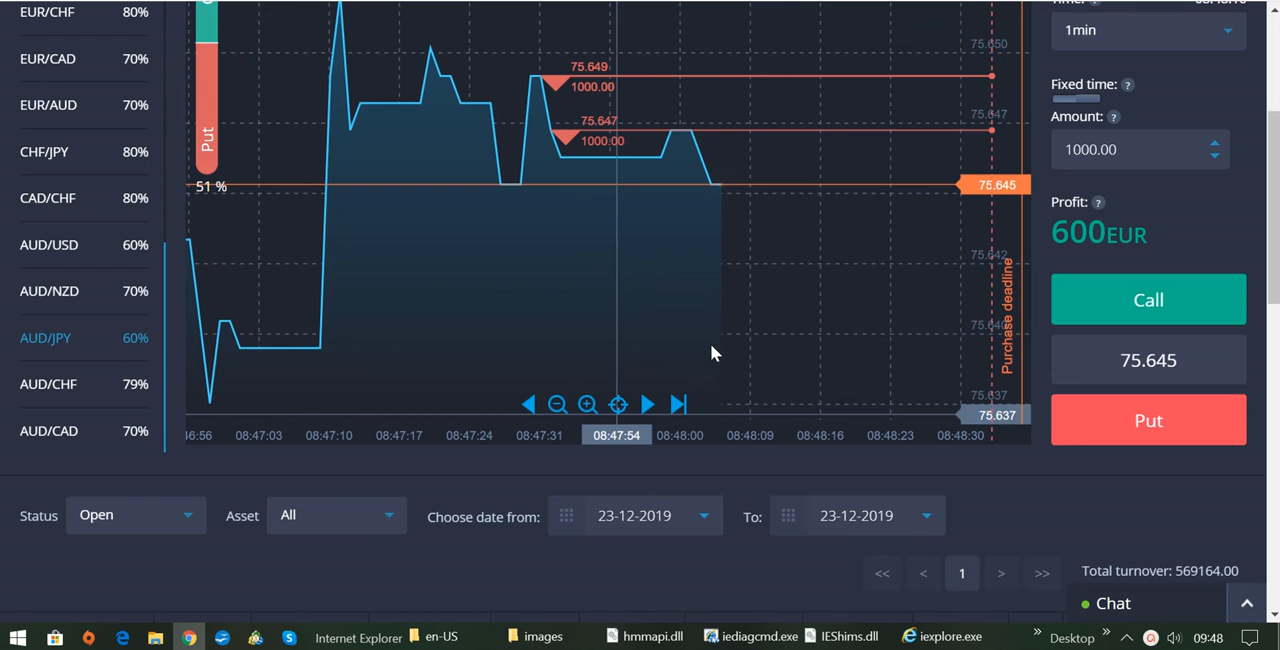 EUR/CHF 80%
EUR/CAD 70%
EUR/AUD 70%
CHF/JPY 80%
CAD/CHF 80%
AUD/USD 60%
AUD/NZD 70%
AUD/JPY 60%
AUD/CHF 79%
AUD/CAD 70%
Put
51 %
75.649
1000.00
75.647
1000.00
75.650
75.647
75.645
75.642
75.640
75.637
75.637
Purchase deadline
08:47:03 08:47:10 08:47:17 08:47:24 08:47:31 08:47:54 08:48:00 08:48:09 08:48:16 08:48:23 08:48:30
1min
Fixed time: ?
Amount: ?
1000.00
Profit: ?
600EUR
Call
75.645
Put
Status Open Asset All Choose date from: 23-12-2019 To: 23-12-2019
<< < 1 > >> Total turnover: 569164.00
Chat
Internet Explorer en-US images hmmapi.dll iediagcmd.exe IEShims.dll iexplore.exe » Desktop » 09:48